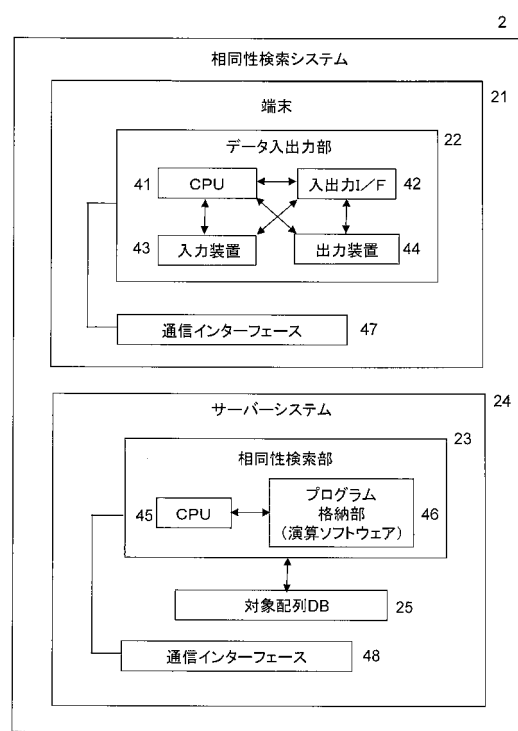 2
相同性検索システム
21
端末
22
データ入出力部
41
CPU
入出力I/F
42
43
入力装置
出力装置
44
通信インターフェース
47
24
サーバーシステム
23
相同性検索部
45
CPU
プログラム
格納部
(演算ソフトウェア)
46
対象配列DB
25
通信インターフェース
48